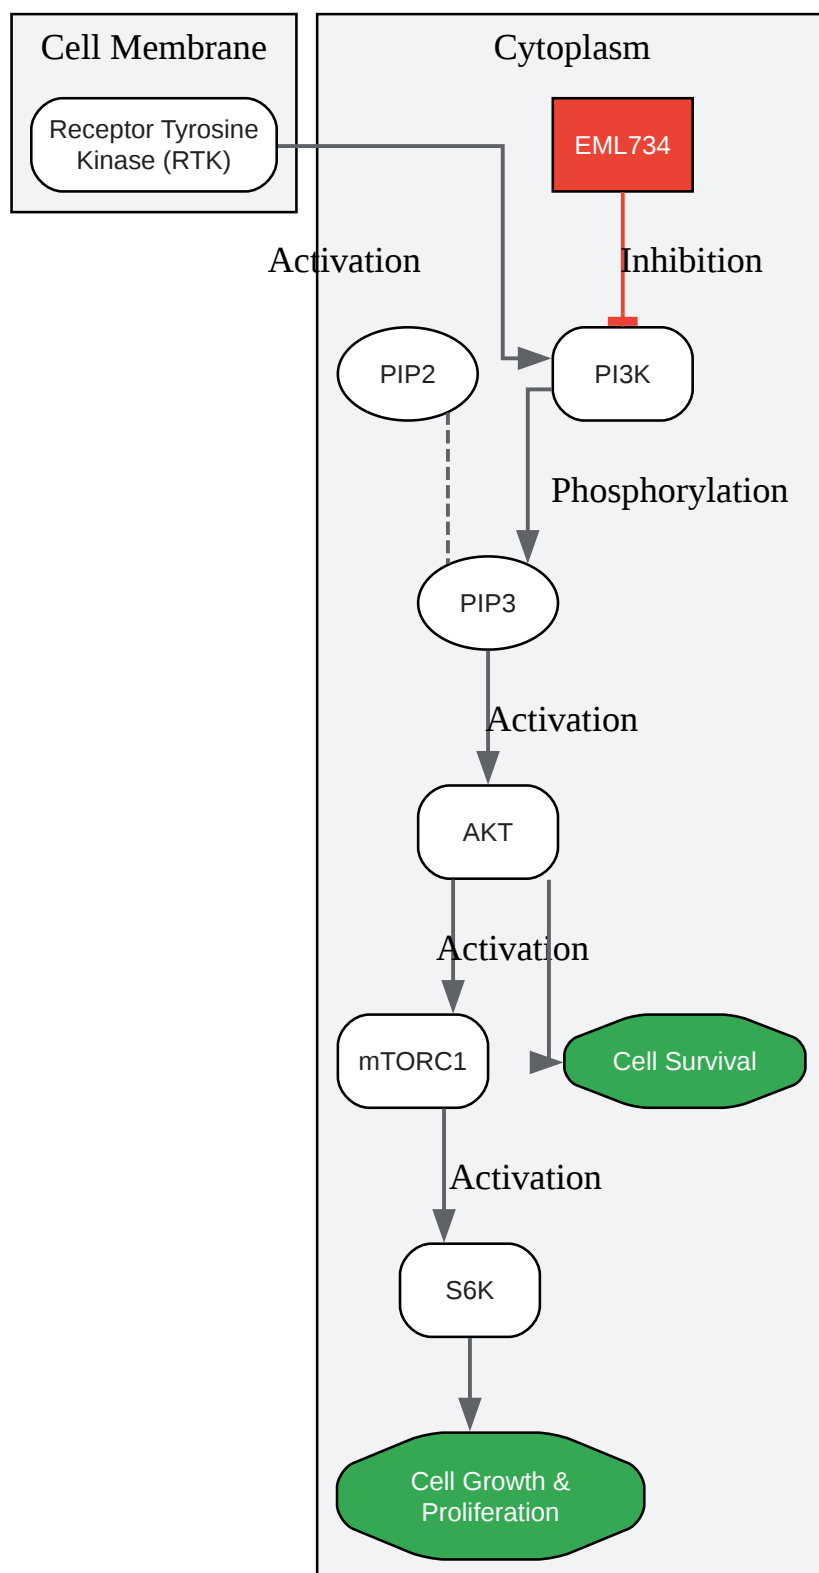 Cell Membrane
Cytoplasm
Receptor Tyrosine
Kinase (RTK)
EML734
Activation
Inhibition
PIP2
PI3K
Phosphorylation
PIP3
Activation
AKT
Activation
mTORC1
Cell Survival
Activation
S6K
Cell Growth &
Proliferation